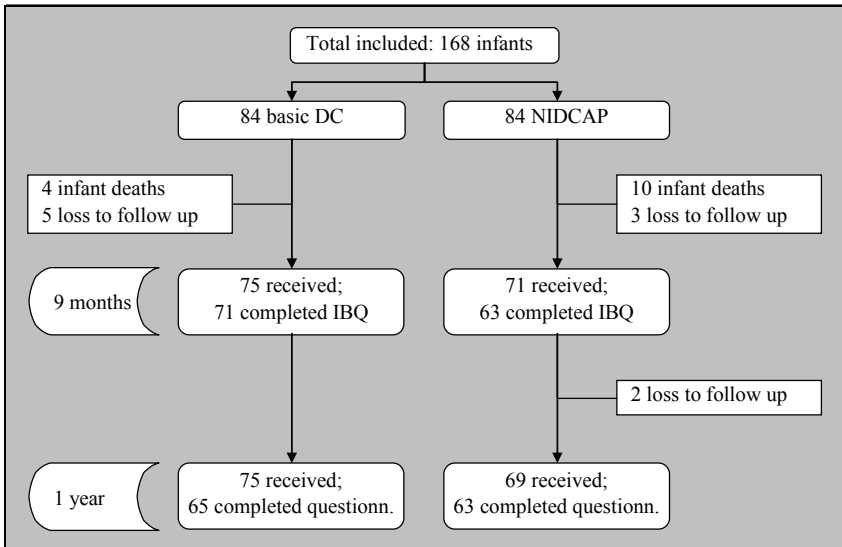 Total included: 168 infants
84 basic DC
84 NIDCAP
4 infant deaths
5 loss to follow up
10 infant deaths
3 loss to follow up
9 months
75 received;
71 completed IBQ
71 received;
63 completed IBQ
2 loss to follow up
1 year
75 received;
65 completed questionn.
69 received;
63 completed questionn.